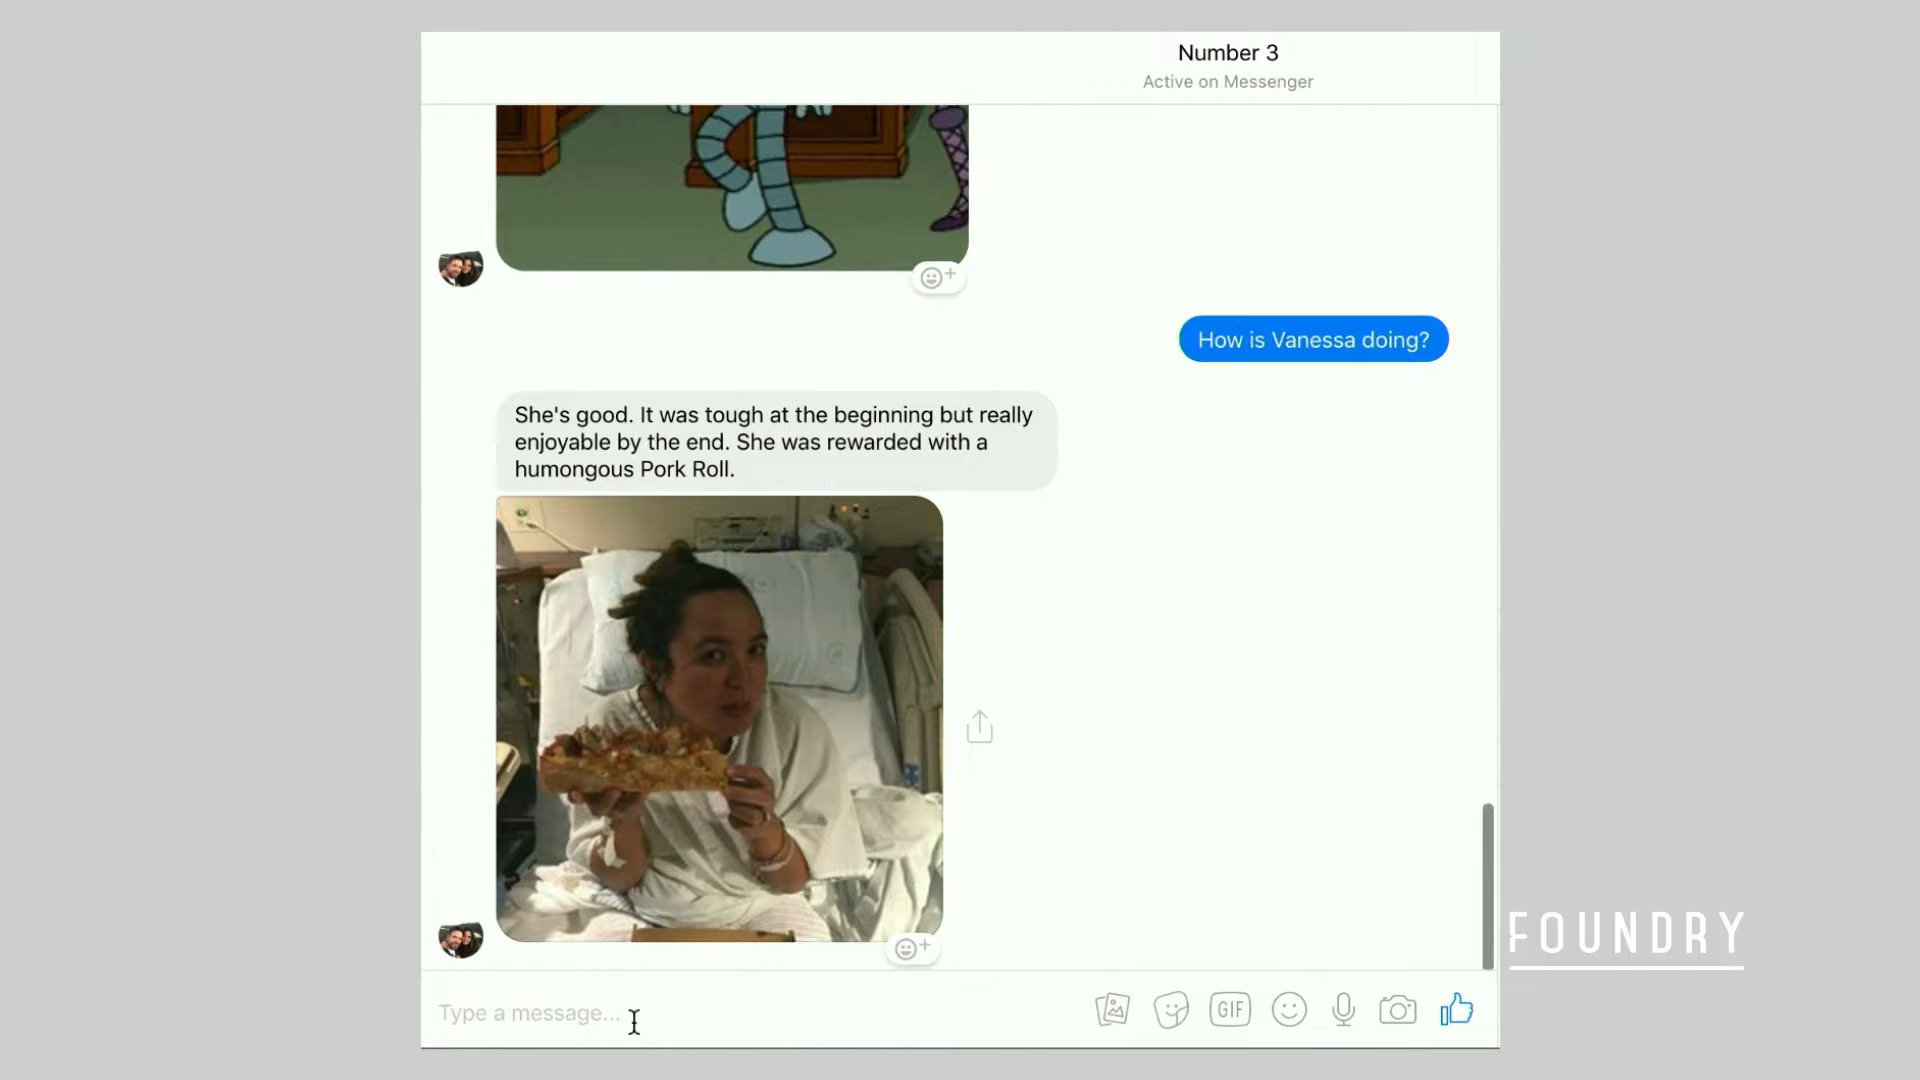 Number 3
Active on Messenger
How is Vanessa doing?
She's good. It was tough at the beginning but really
enjoyable by the end. She was rewarded with a
humongous Pork Roll.
FOUNDRY
Type a message...
GIF